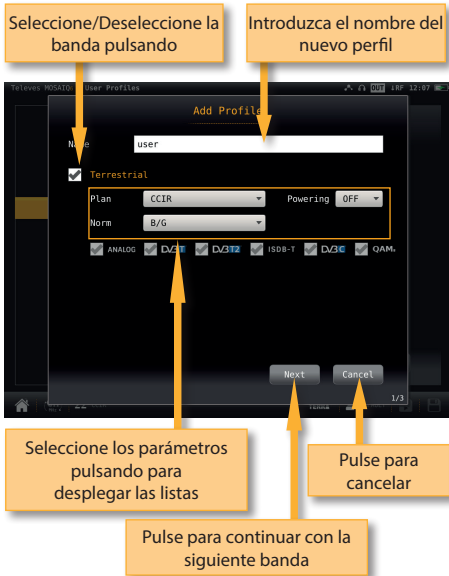 Seleccione/Deseleccione la
banda pulsando
Introduzca el nombre del
nuevo perfil
Televes MOSAIQ6 User Profiles
OUT ↓RF 12:07
Add Profile
Name
user
Terrestrial
Plan
CCIR
Powering
OFF
Norm
B/G
ANALOG
DVB T
DVB T2
ISDB-T
DVB C
QAM
Next
Cancel
1/3
Seleccione los parámetros
pulsando para
desplegar las listas
Pulse para
cancelar
Pulse para continuar con la
siguiente banda